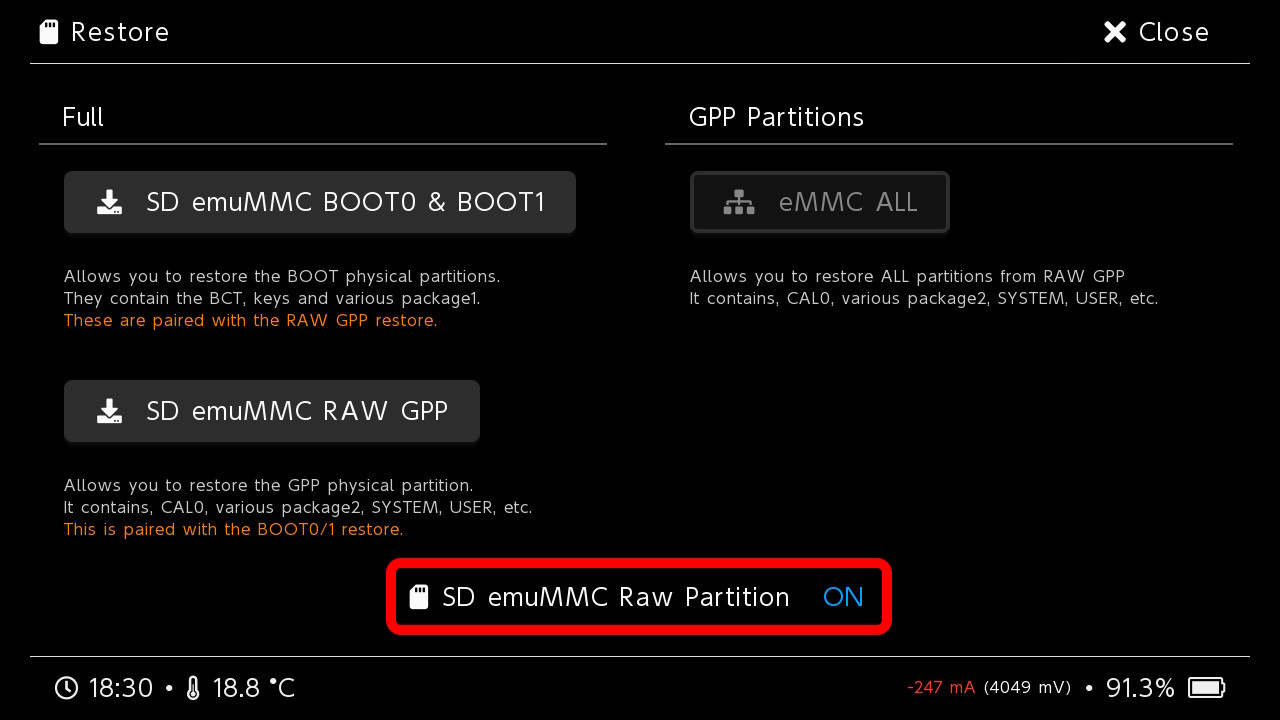 Restore
Close
Full
SD emuMMC BOOT0 & BOOT1
Allows you to restore the BOOT physical partitions.
They contain the BCT, keys and various package1.
These are paired with the RAW GPP restore.
SD emuMMC RAW GPP
Allows you to restore the GPP physical partition.
It contains, CAL0, various package2, SYSTEM, USER, etc.
This is paired with the BOOT0/1 restore.
GPP Partitions
eMMC ALL
Allows you to restore ALL partitions from RAW GPP
It contains, CAL0, various package2, SYSTEM, USER, etc.
SD emuMMC Raw Partition ON
18:30 • 18.8 °C
-247 mA (4049 mV) • 91.3%